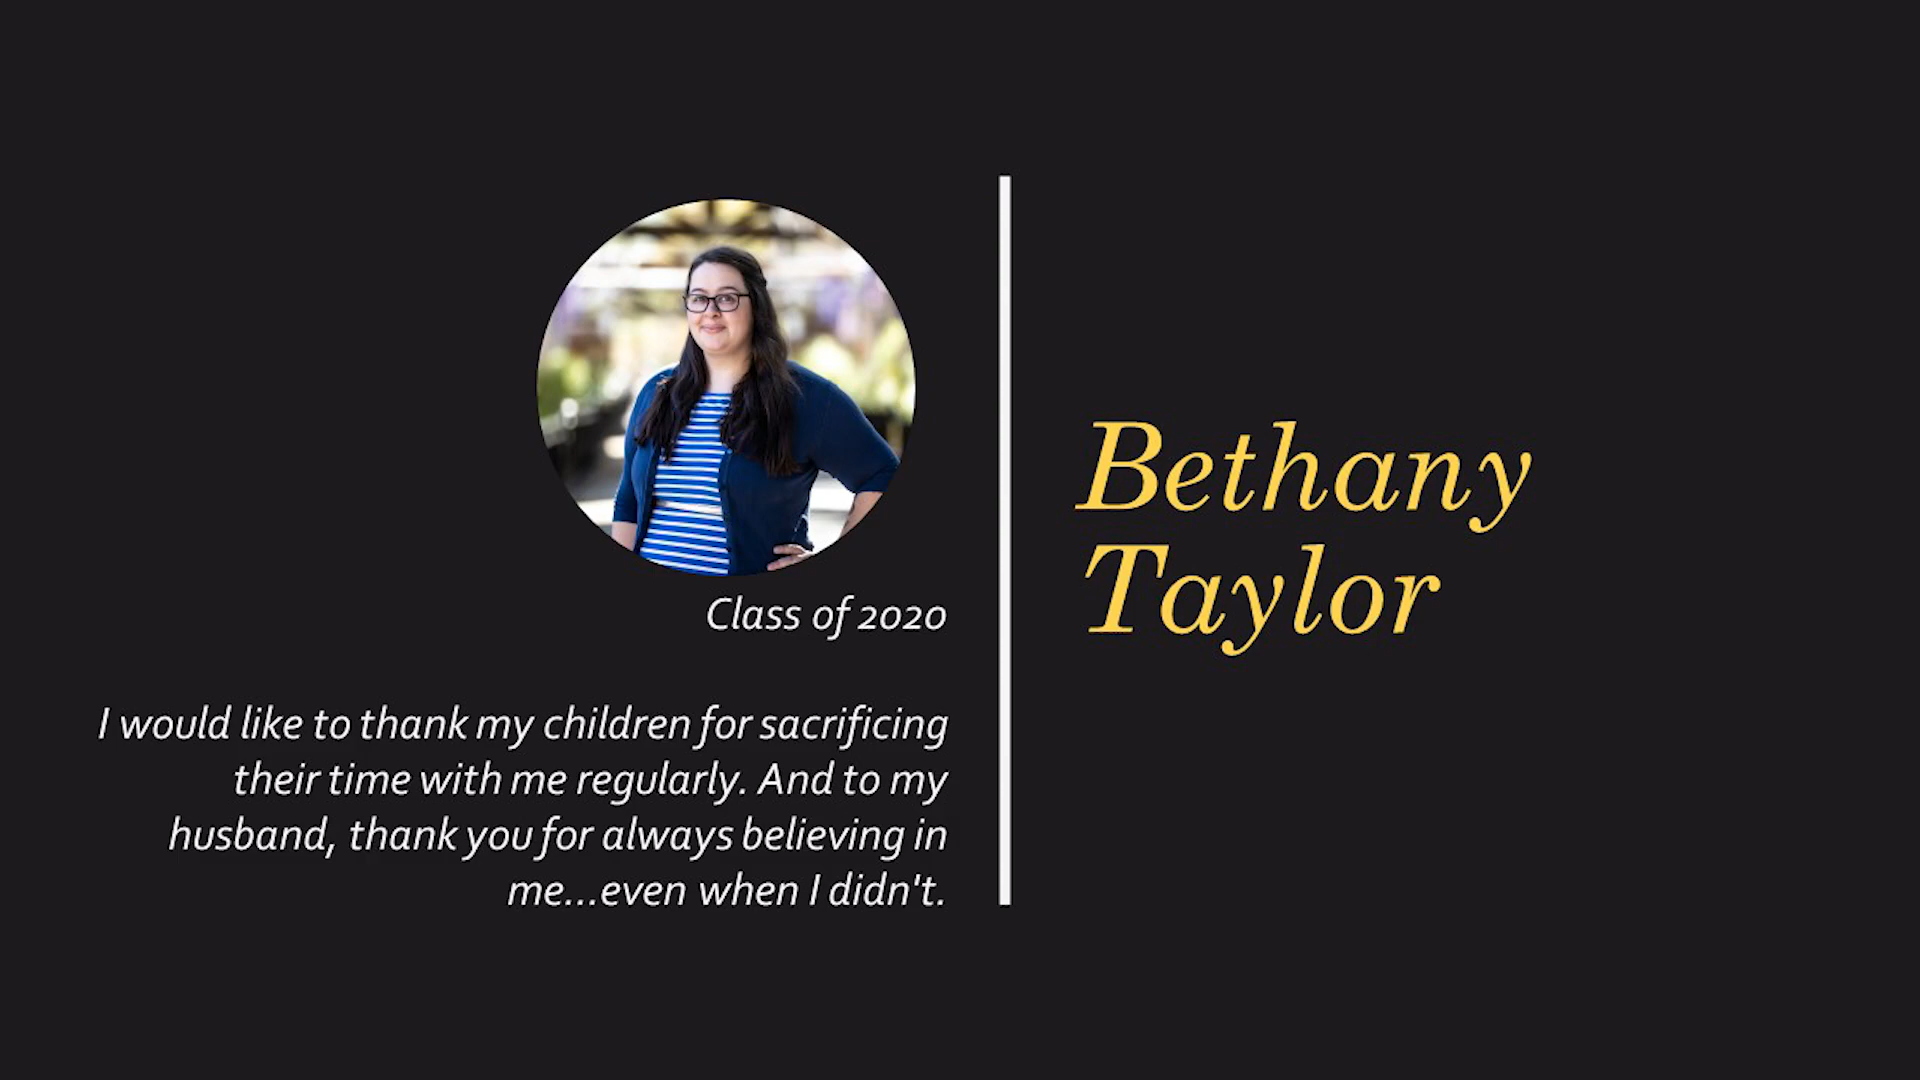 Class of 2020
I would like to thank my children for sacrificing
their time with me regularly. And to my
husband, thank you for always believing in
me...even when I didn't.
Bethany
Taylor